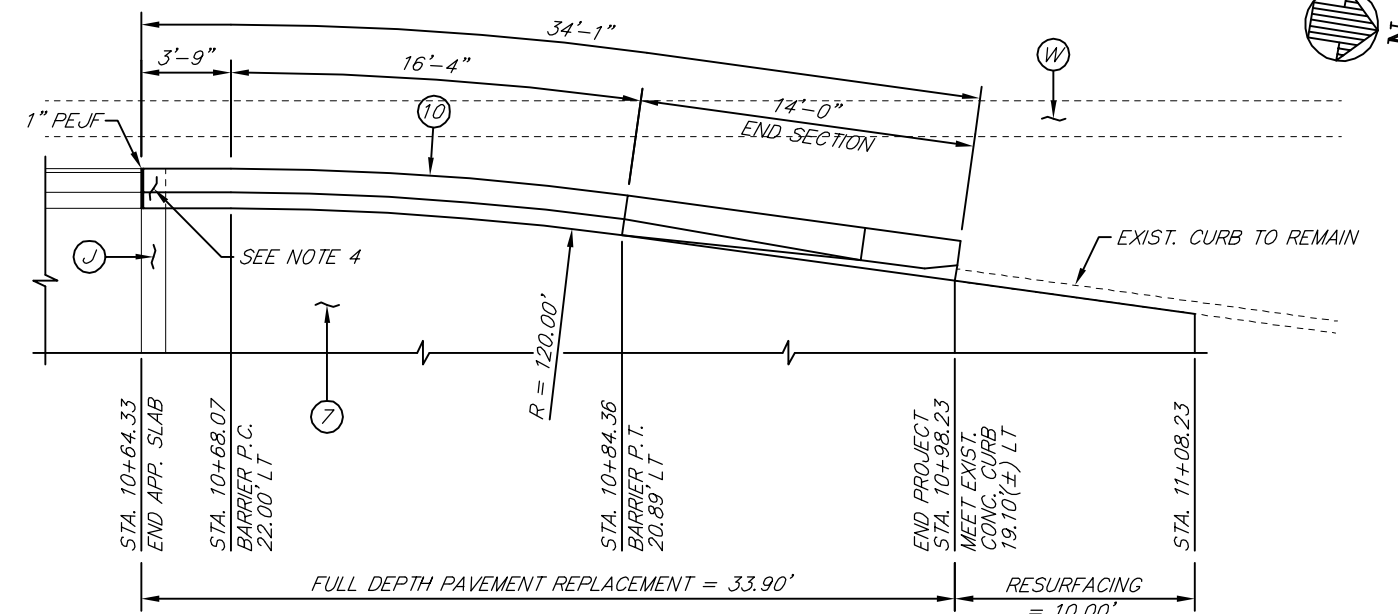 34'-1"
3'-9"
16'-4"
W
N
1" PEJF
10
14'-0"
END SECTION
J
SEE NOTE 4
EXIST. CURB TO REMAIN
R = 120.00'
7
STA. 10+64.33
END APP. SLAB
STA. 10+68.07
BARRIER P.C.
22.00' LT
STA. 10+84.36
BARRIER P.T.
20.89' LT
END PROJECT
STA. 10+98.23
MEET EXIST.
CONC. CURB
19.10'(±) LT
STA. 11+08.23
FULL DEPTH PAVEMENT REPLACEMENT = 33.90'
RESURFACING
= 10.00'